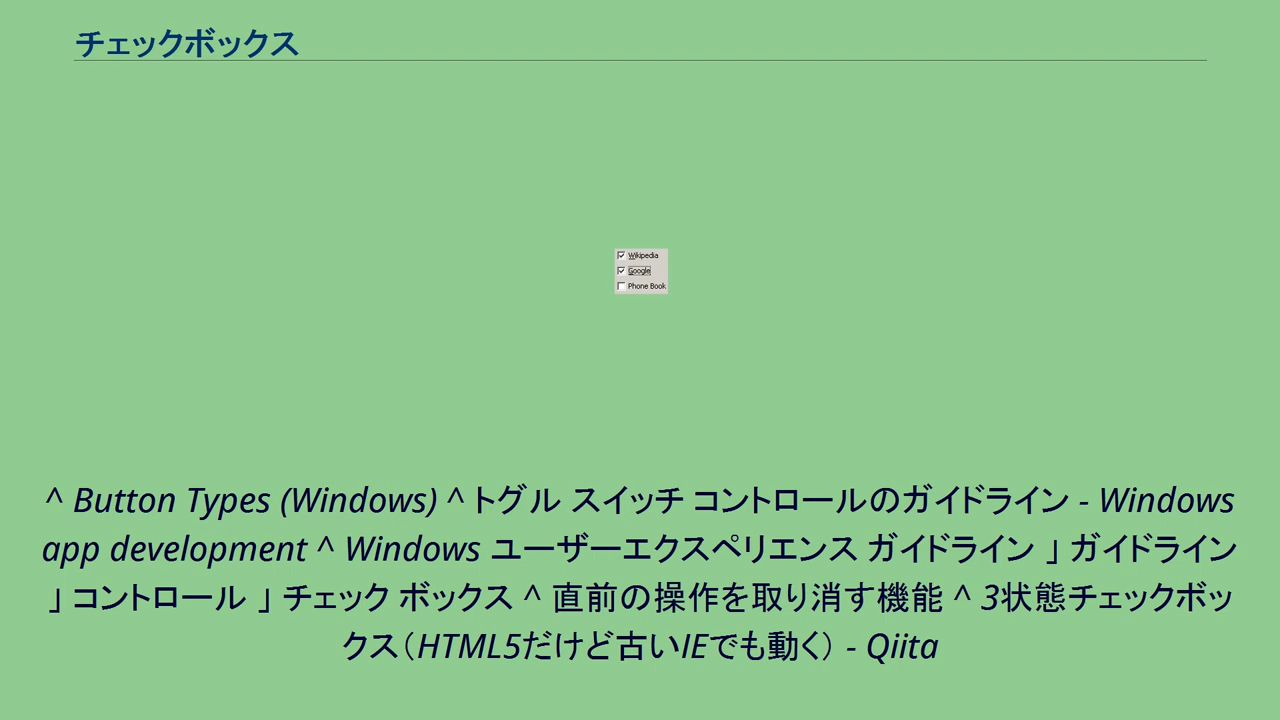 チェックボックス
Wikipedia
Google
Phone Book
^ Button Types (Windows) ^ トグル スイッチ コントロールのガイドライン - Windows
app development ^ Windows ユーザーエクスペリエンス ガイドライン 」 ガイドライン
」 コントロール 」 チェック ボックス ^ 直前の操作を取り消す機能 ^ 3状態チェックボッ
クス（HTML5だけど古いIEでも動く） - Qiita